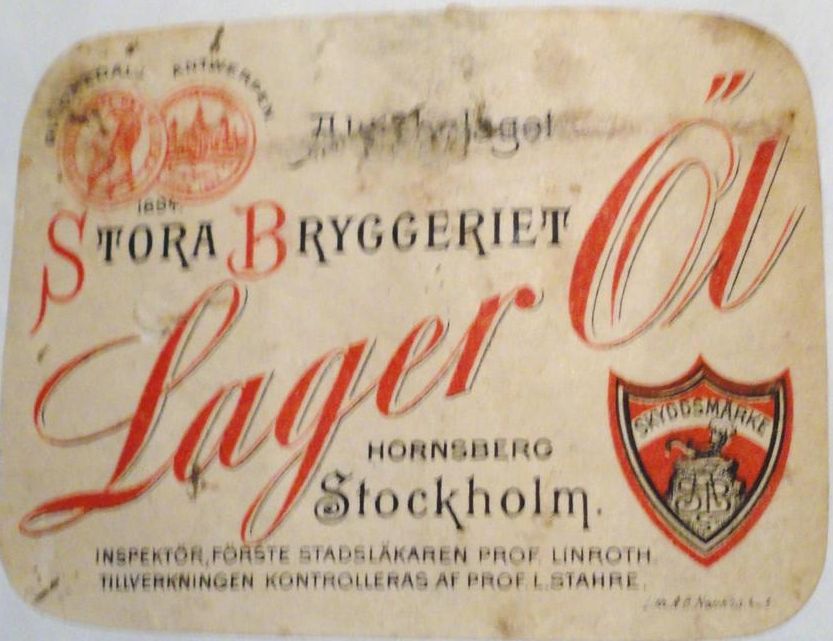 ANTWERPEN
1894.
STORA BRYGGERIET
Lager Öl
HORNSBERG
Stockholm.
SKYDDSMÄRKE
INSPEKTÖR, FÖRSTE STADSLÄKAREN PROF. LINROTH.
TILLVERKNINGEN KONTROLLERAS AF PROF. L. STAHRE.